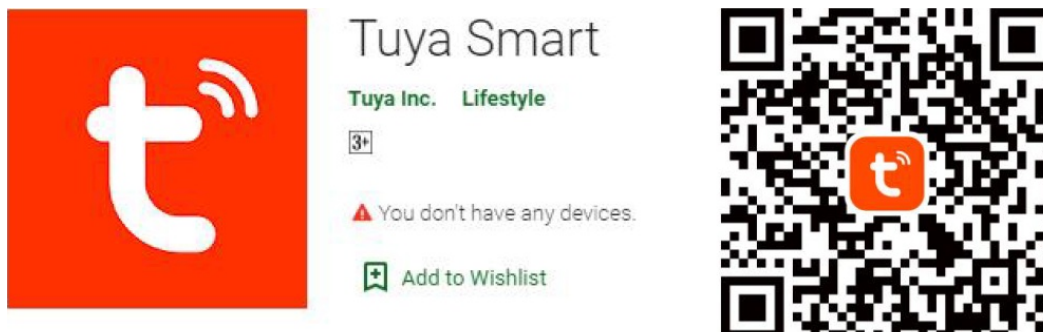 Tuya Smart
Tuya Inc. Lifestyle
3+
You don't have any devices.
Add to Wishlist